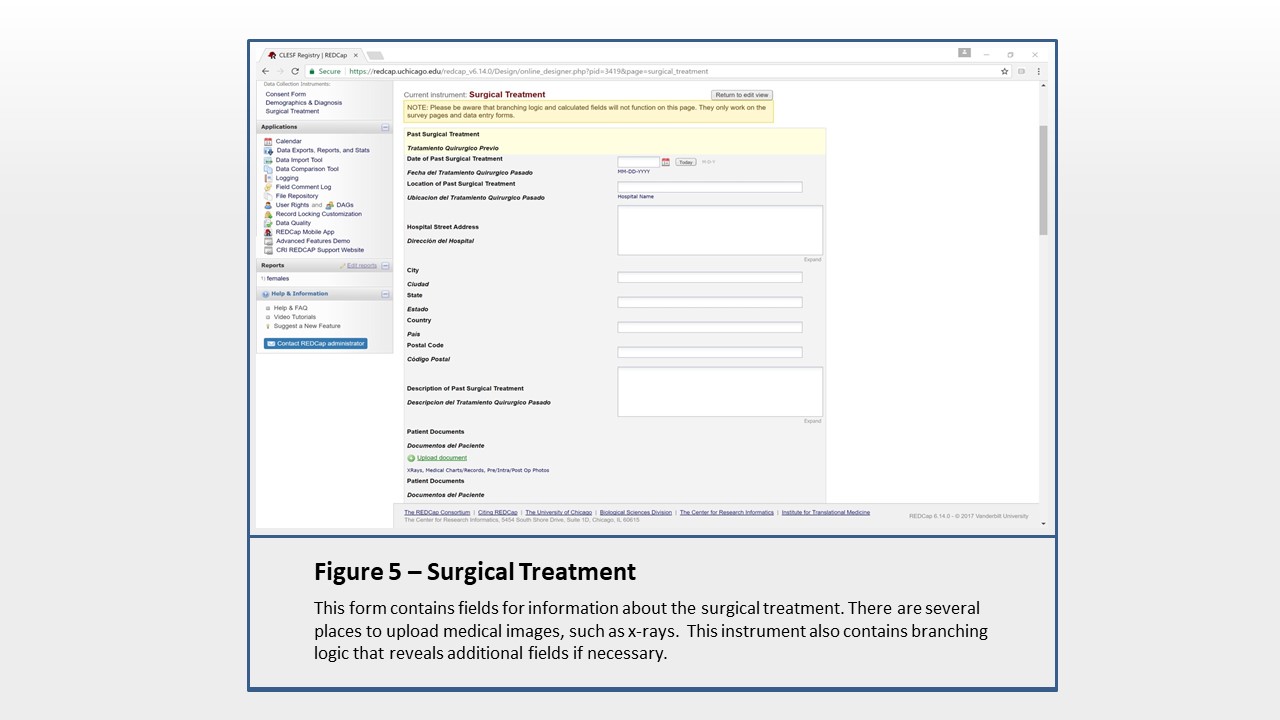 CLESF Registry | REDCap
Secure https://redcap.uchicago.edu/redcap_v6.14.0/Design/online_designer.php?pid=3419&page=surgical_treatment
Data Collection Instruments:
Consent Form
Demographics & Diagnosis
Surgical Treatment
Applications
Calendar
Data Exports, Reports, and Stats
Data Import Tool
Data Comparison Tool
Logging
Field Comment Log
File Repository
User Rights and DAGs
Record Locking Customization
Data Quality
REDCap Mobile App
Advanced Features Demo
CRI REDCAP Support Website
Reports
Edit reports
1) females
Help & Information
Help & FAQ
Video Tutorials
Suggest a New Feature
Contact REDCap administrator
Current instrument: Surgical Treatment
Return to edit view
NOTE: Please be aware that branching logic and calculated fields will not function on this page. They only work on the
survey pages and data entry forms.
Past Surgical Treatment
Tratamiento Quirurgico Previo
Date of Past Surgical Treatment
Today M-D-Y
Fecha del Tratamiento Quirurgico Pasado
MM-DD-YYYY
Location of Past Surgical Treatment
Ubicacion del Tratamiento Quirurgico Pasado
Hospital Name
Hospital Street Address
Dirección del Hospital
Expand
City
Ciudad
State
Estado
Country
País
Postal Code
Código Postal
Description of Past Surgical Treatment
Descripcion del Tratamiento Quirurgico Pasado
Expand
Patient Documents
Documentos del Paciente
Upload document
XRays, Medical Charts/Records, Pre/Intra/Post Op Photos
Patient Documents
Documentos del Paciente
The REDCap Consortium | Citing REDCap | The University of Chicago | Biological Sciences Division | The Center for Research Informatics | Institute for Translational Medicine
The Center for Research Informatics, 5454 South Shore Drive, Suite 1D, Chicago, IL 60615
REDCap 6.14.0 - © 2017 Vanderbilt University
Figure 5 – Surgical Treatment
This form contains fields for information about the surgical treatment. There are several
places to upload medical images, such as x-rays. This instrument also contains branching
logic that reveals additional fields if necessary.